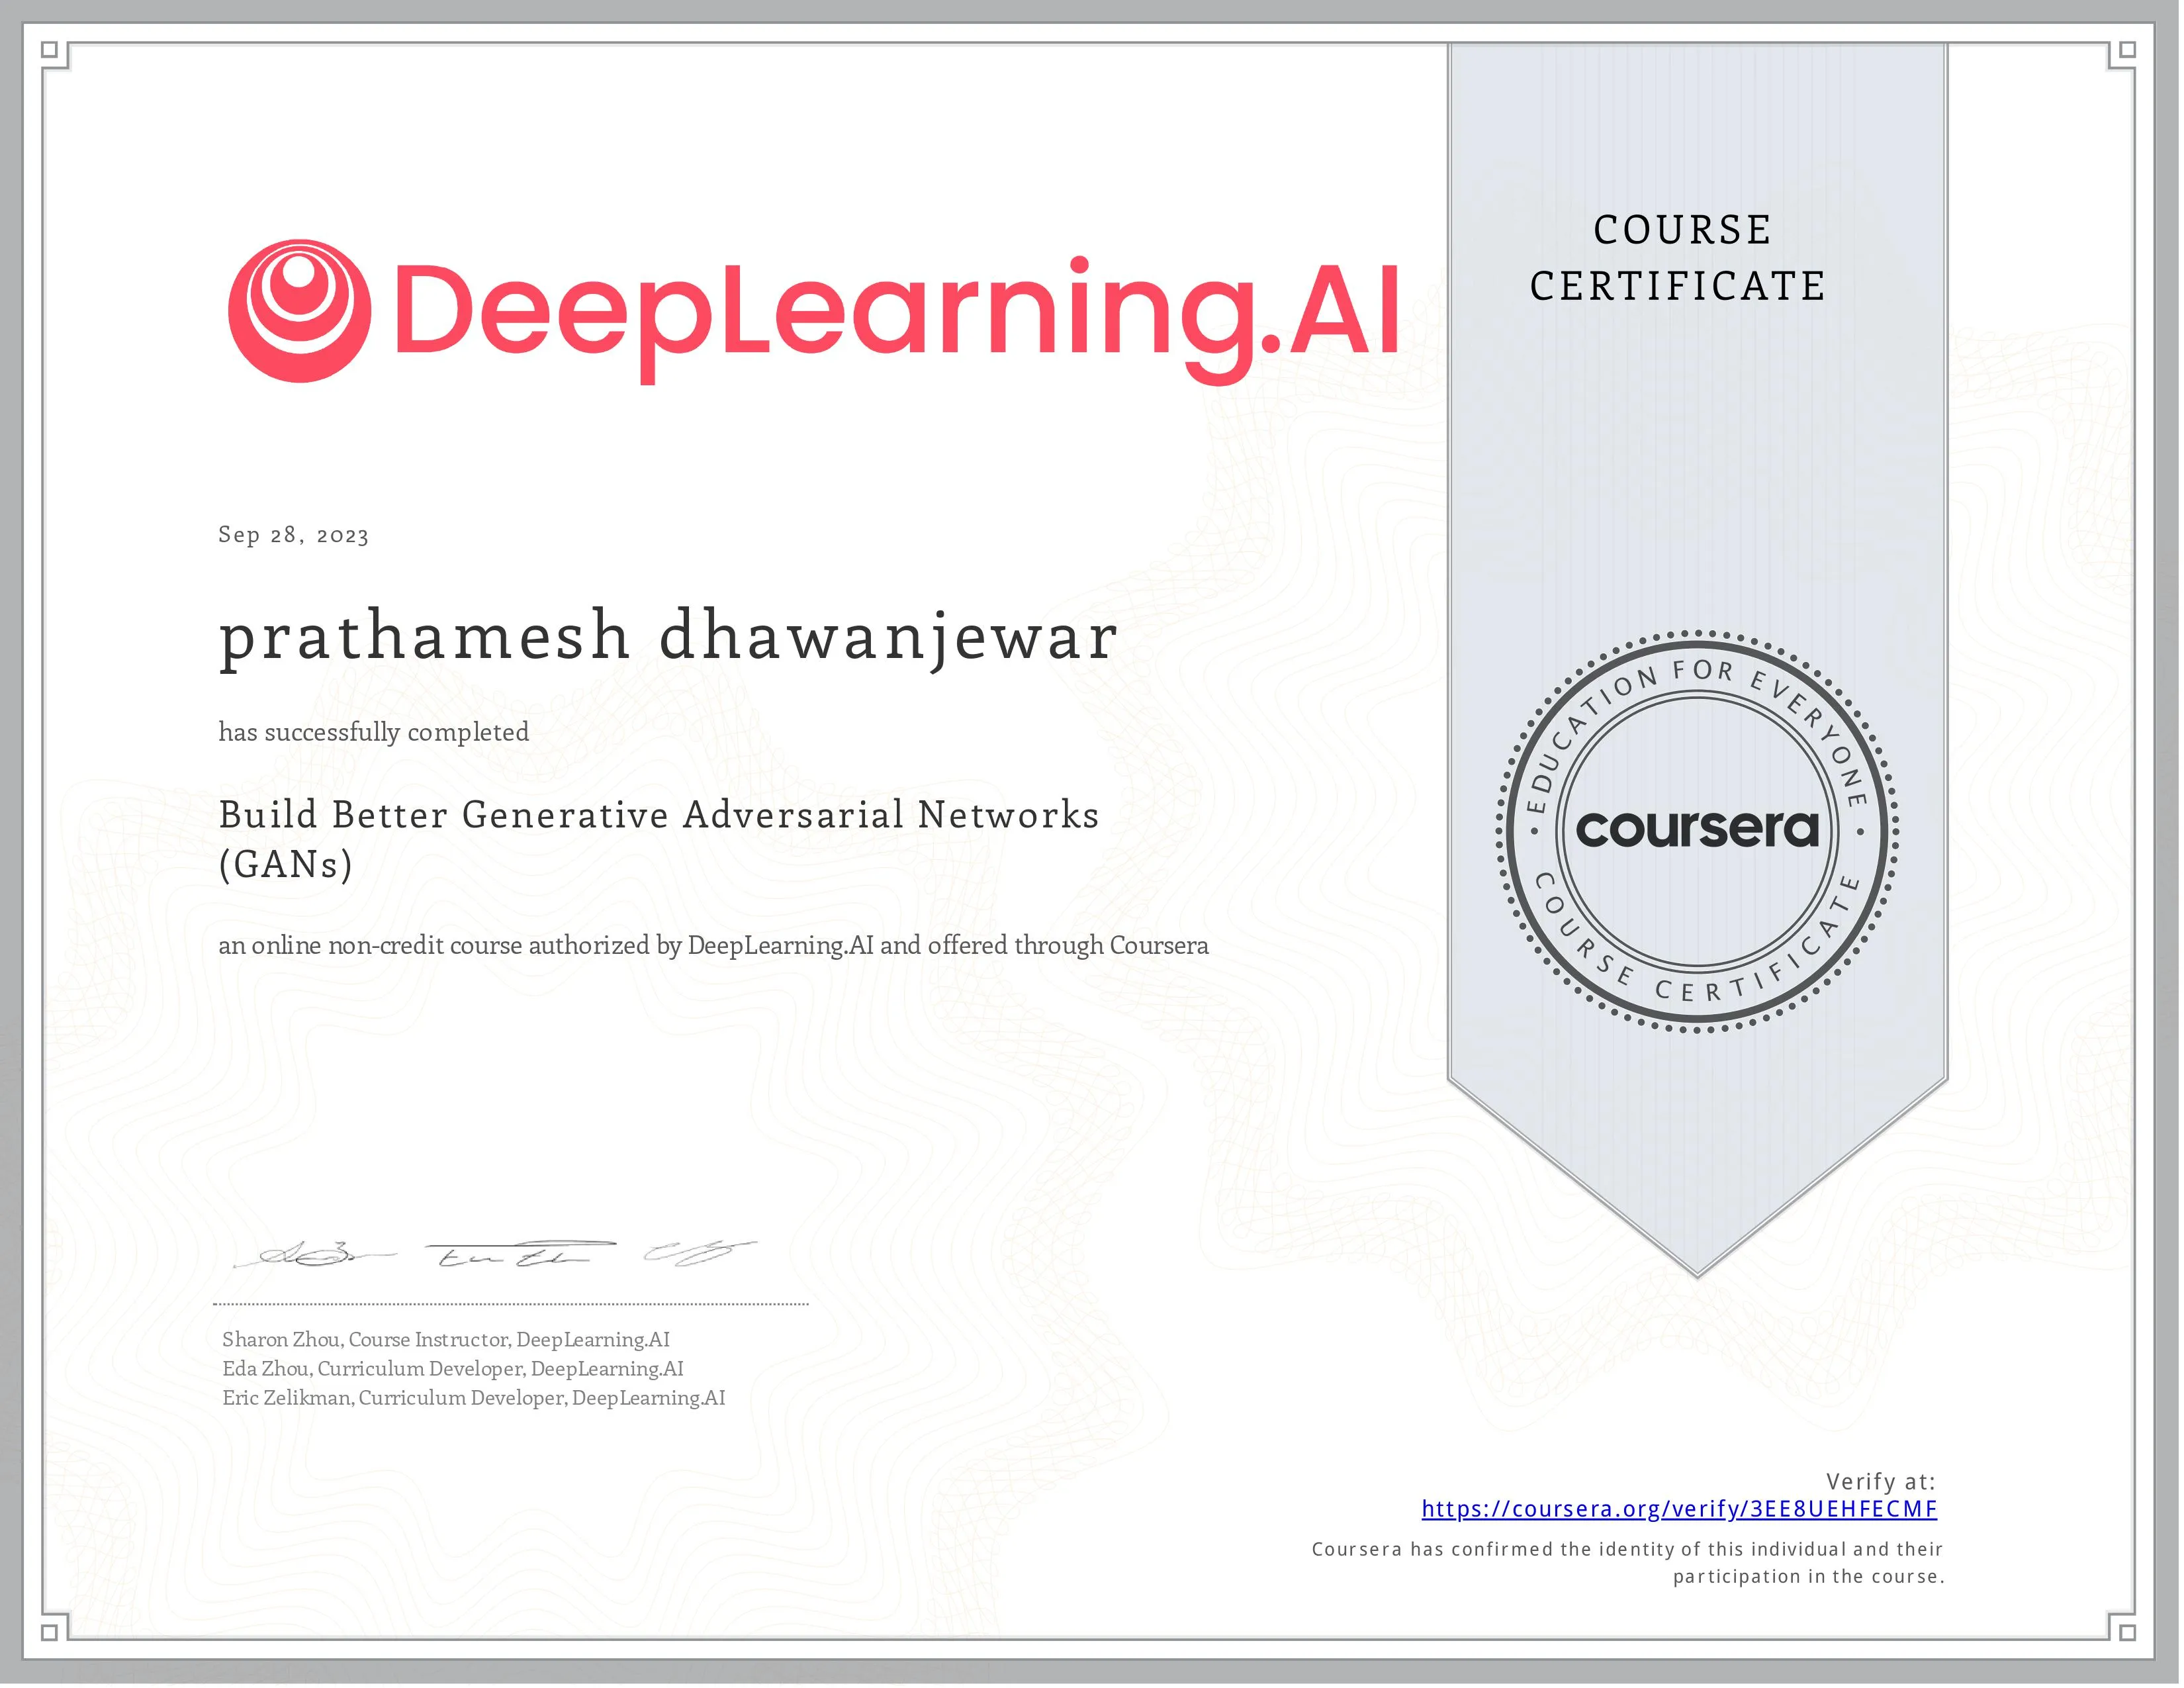 DeepLearning.AI
COURSE
CERTIFICATE
Sep 28, 2023
prathamesh dhawanjewar
has successfully completed
Build Better Generative Adversarial Networks
(GANs)
an online non-credit course authorized by DeepLearning.AI and offered through Coursera
EDUCATION FOR EVERYONE
coursera
COURSE CERTIFICATE
Sharon Zhou, Course Instructor, DeepLearning.AI
Eda Zhou, Curriculum Developer, DeepLearning.AI
Eric Zelikman, Curriculum Developer, DeepLearning.AI
Verify at:
https://coursera.org/verify/3EE8UEHFECMF
Coursera has confirmed the identity of this individual and their
participation in the course.